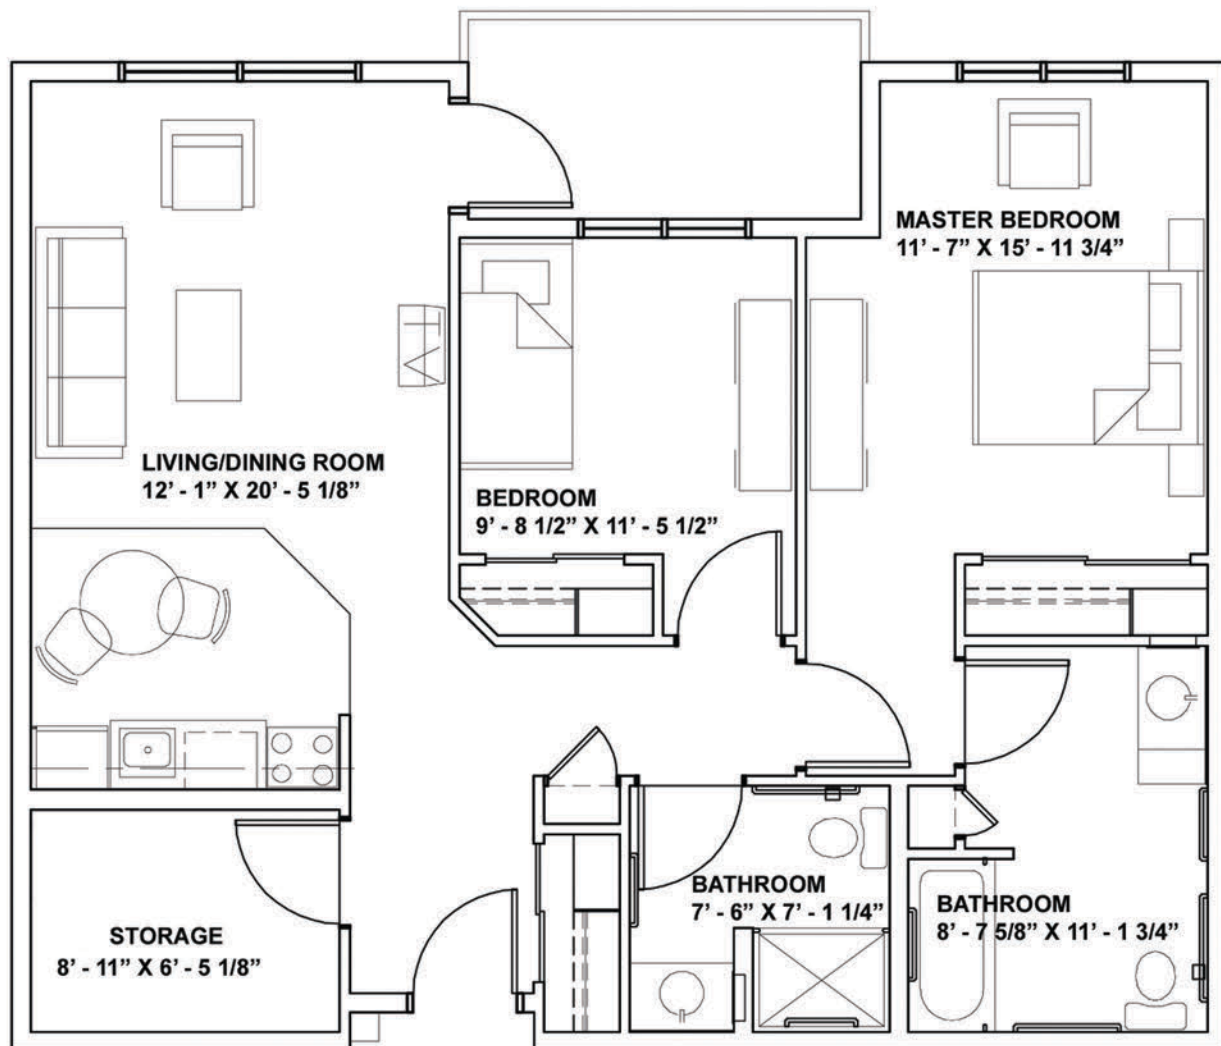 MASTER BEDROOM
11' - 7” X 15' - 11 3/4”
LIVING/DINING ROOM
12' - 1” X 20' - 5 1/8”
TV
BEDROOM
9' - 8 1/2” X 11' - 5 1/2”
BATHROOM
7' - 6” X 7' - 1 1/4”
BATHROOM
8' - 7 5/8” X 11' - 1 3/4”
STORAGE
8' - 11” X 6' - 5 1/8”